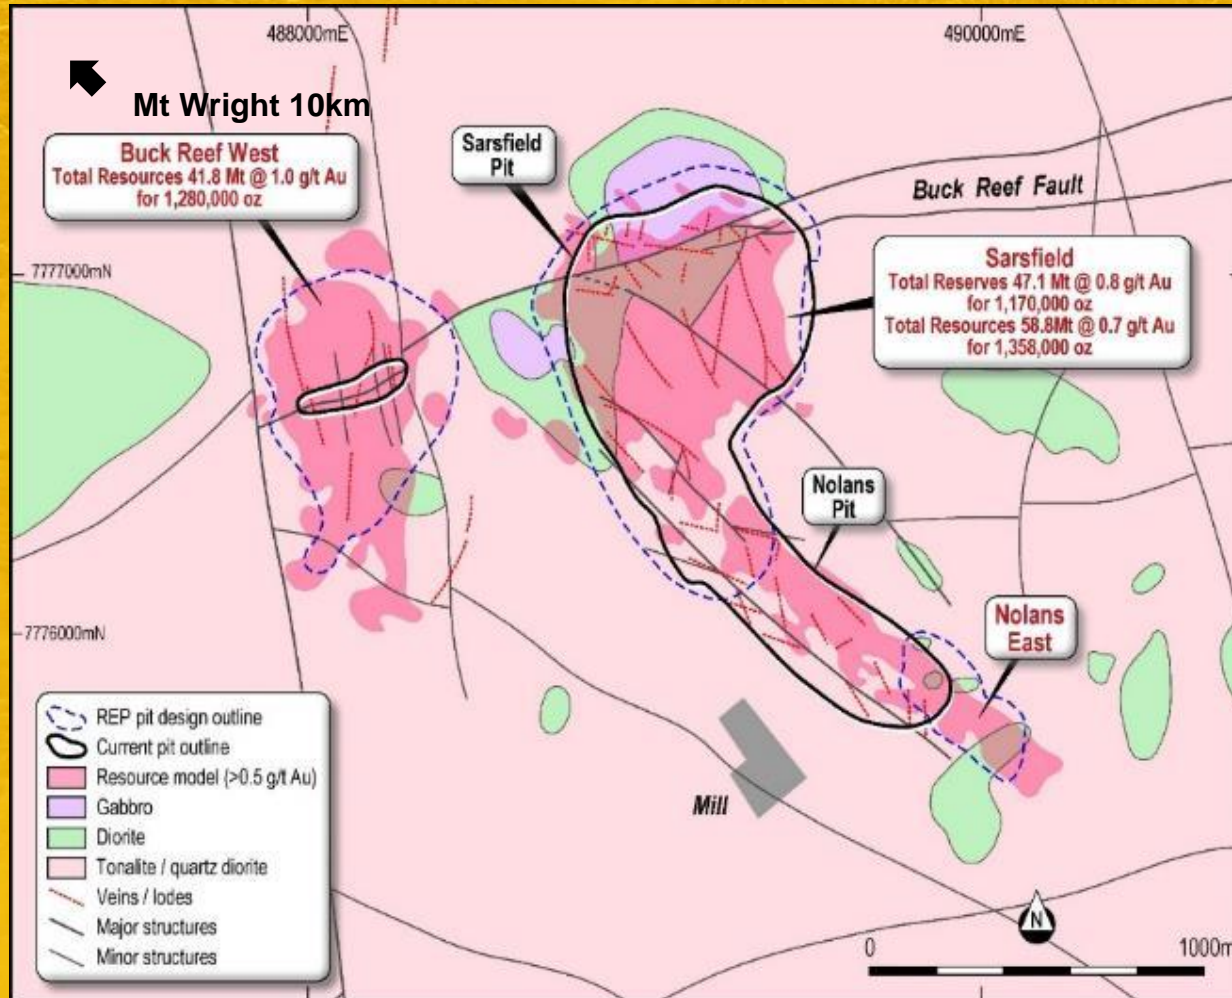 488000mE
490000mE
Mt Wright 10km
Buck Reef West
Total Resources 41.8 Mt @ 1.0 g/t Au
for 1,280,000 oz
Sarsfield
Pit
Buck Reef Fault
7777000mN
Sarsfield
Total Reserves 47.1 Mt @ 0.8 g/t Au
for 1,170,000 oz
Total Resources 58.8Mt @ 0.7 g/t Au
for 1,358,000 oz
Nolans
Pit
7776000mN
Nolans
East
REP pit design outline
Current pit outline
Resource model (>0.5 g/t Au)
Gabbro
Diorite
Tonalite / quartz diorite
Veins / lodes
Major structures
Minor structures
Mill
N
0
1000m